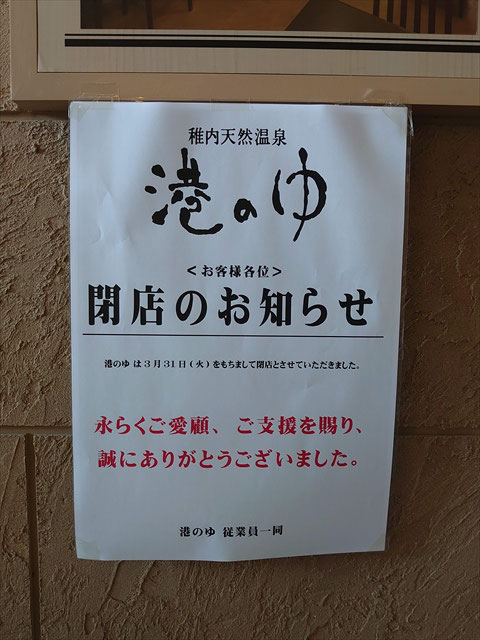 稚内天然温泉
港のゆ
＜お客様各位＞
閉店のお知らせ
港のゆ は3月31日(火)をもちまして閉店とさせていただきました。
永らくご愛顧、ご支援を賜り、
誠にありがとうございました。
港のゆ 従業員一同